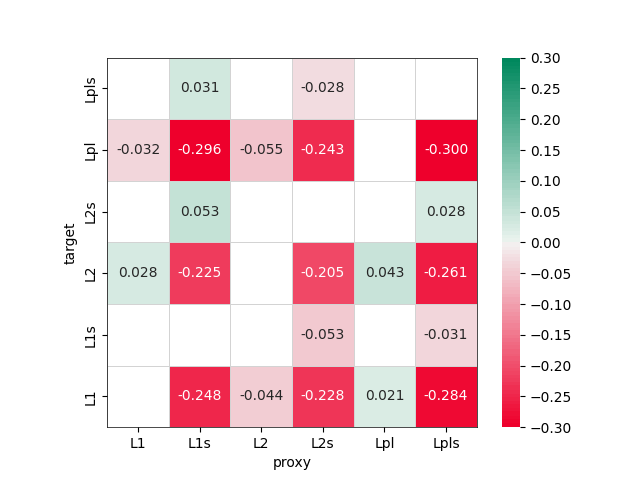 Lpls 0.031 -0.028
Lpl -0.032 -0.296 -0.055 -0.243 -0.300
L2s 0.053 0.028
L2 0.028 -0.225 -0.205 0.043 -0.261
L1s -0.053 -0.031
L1 -0.248 -0.044 -0.228 0.021 -0.284
L1 L1s L2 L2s Lpl Lpls
proxy
target
0.30
0.25
0.20
0.15
0.10
0.05
0.00
−0.05
−0.10
−0.15
−0.20
−0.25
−0.30